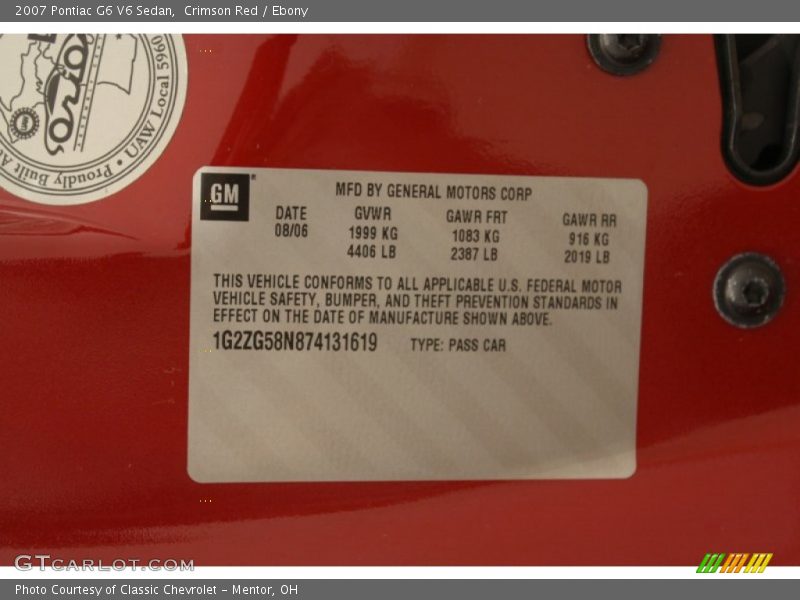 2007 Pontiac G6 V6 Sedan,  Crimson Red / Ebony
Proudly Built
UAW Local 5960
GM
MFD BY GENERAL MOTORS CORP
DATE GVWR GAWR FRT GAWR RR
08/06 1999 KG 1083 KG 916 KG
4406 LB 2387 LB 2019 LB
THIS VEHICLE CONFORMS TO ALL APPLICABLE U.S. FEDERAL MOTOR
VEHICLE SAFETY, BUMPER, AND THEFT PREVENTION STANDARDS IN
EFFECT ON THE DATE OF MANUFACTURE SHOWN ABOVE.
1G2ZG58N874131619 TYPE: PASS CAR
GTCARLOT.COM
Photo Courtesy of Classic Chevrolet - Mentor, OH